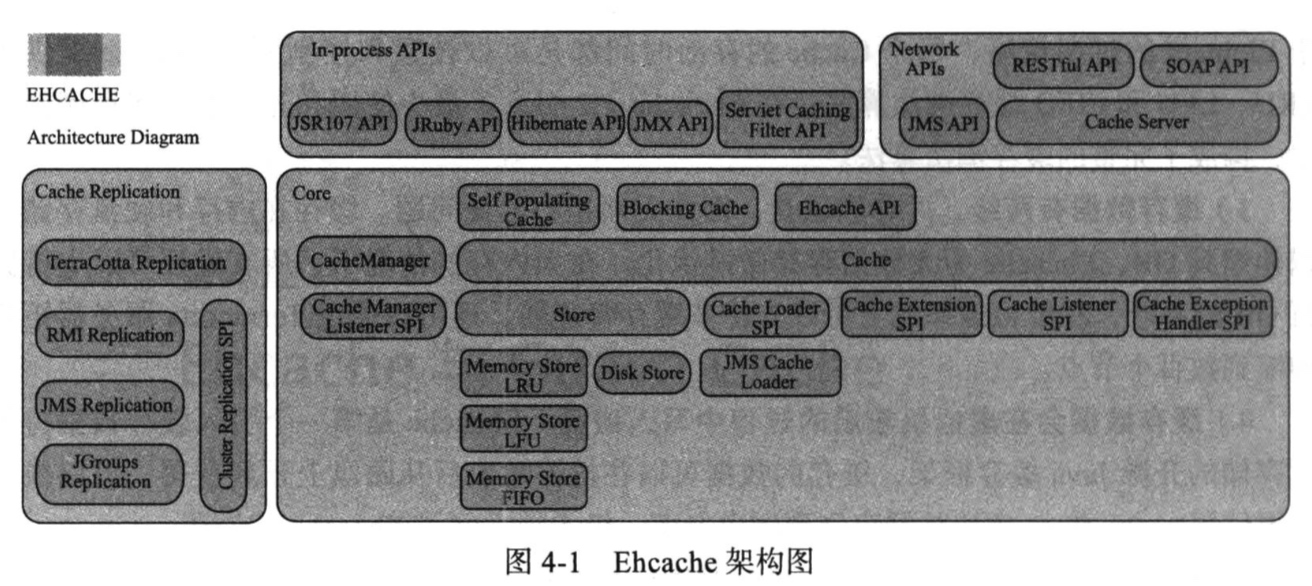 EHCACHE
Architecture Diagram
In-process APIs
JSR107 API
JRuby API
Hibemate API
JMX API
Serviet Caching
Filter API
Network
APIs
RESTful API
SOAP API
JMS API
Cache Server
Cache Replication
TerraCotta Replication
RMI Replication
JMS Replication
JGroups
Replication
Cluster Replication SPI
Core
Self Populating
Cache
Blocking Cache
Ehcache API
CacheManager
Cache
Cache Manager
Listener SPI
Store
Cache Loader
SPI
Cache Extension
SPI
Cache Listener
SPI
Cache Exception
Handler SPI
Memory Store
LRU
Disk Store
JMS Cache
Loader
Memory Store
LFU
Memory Store
FIFO
图 4-1 Ehcache 架构图